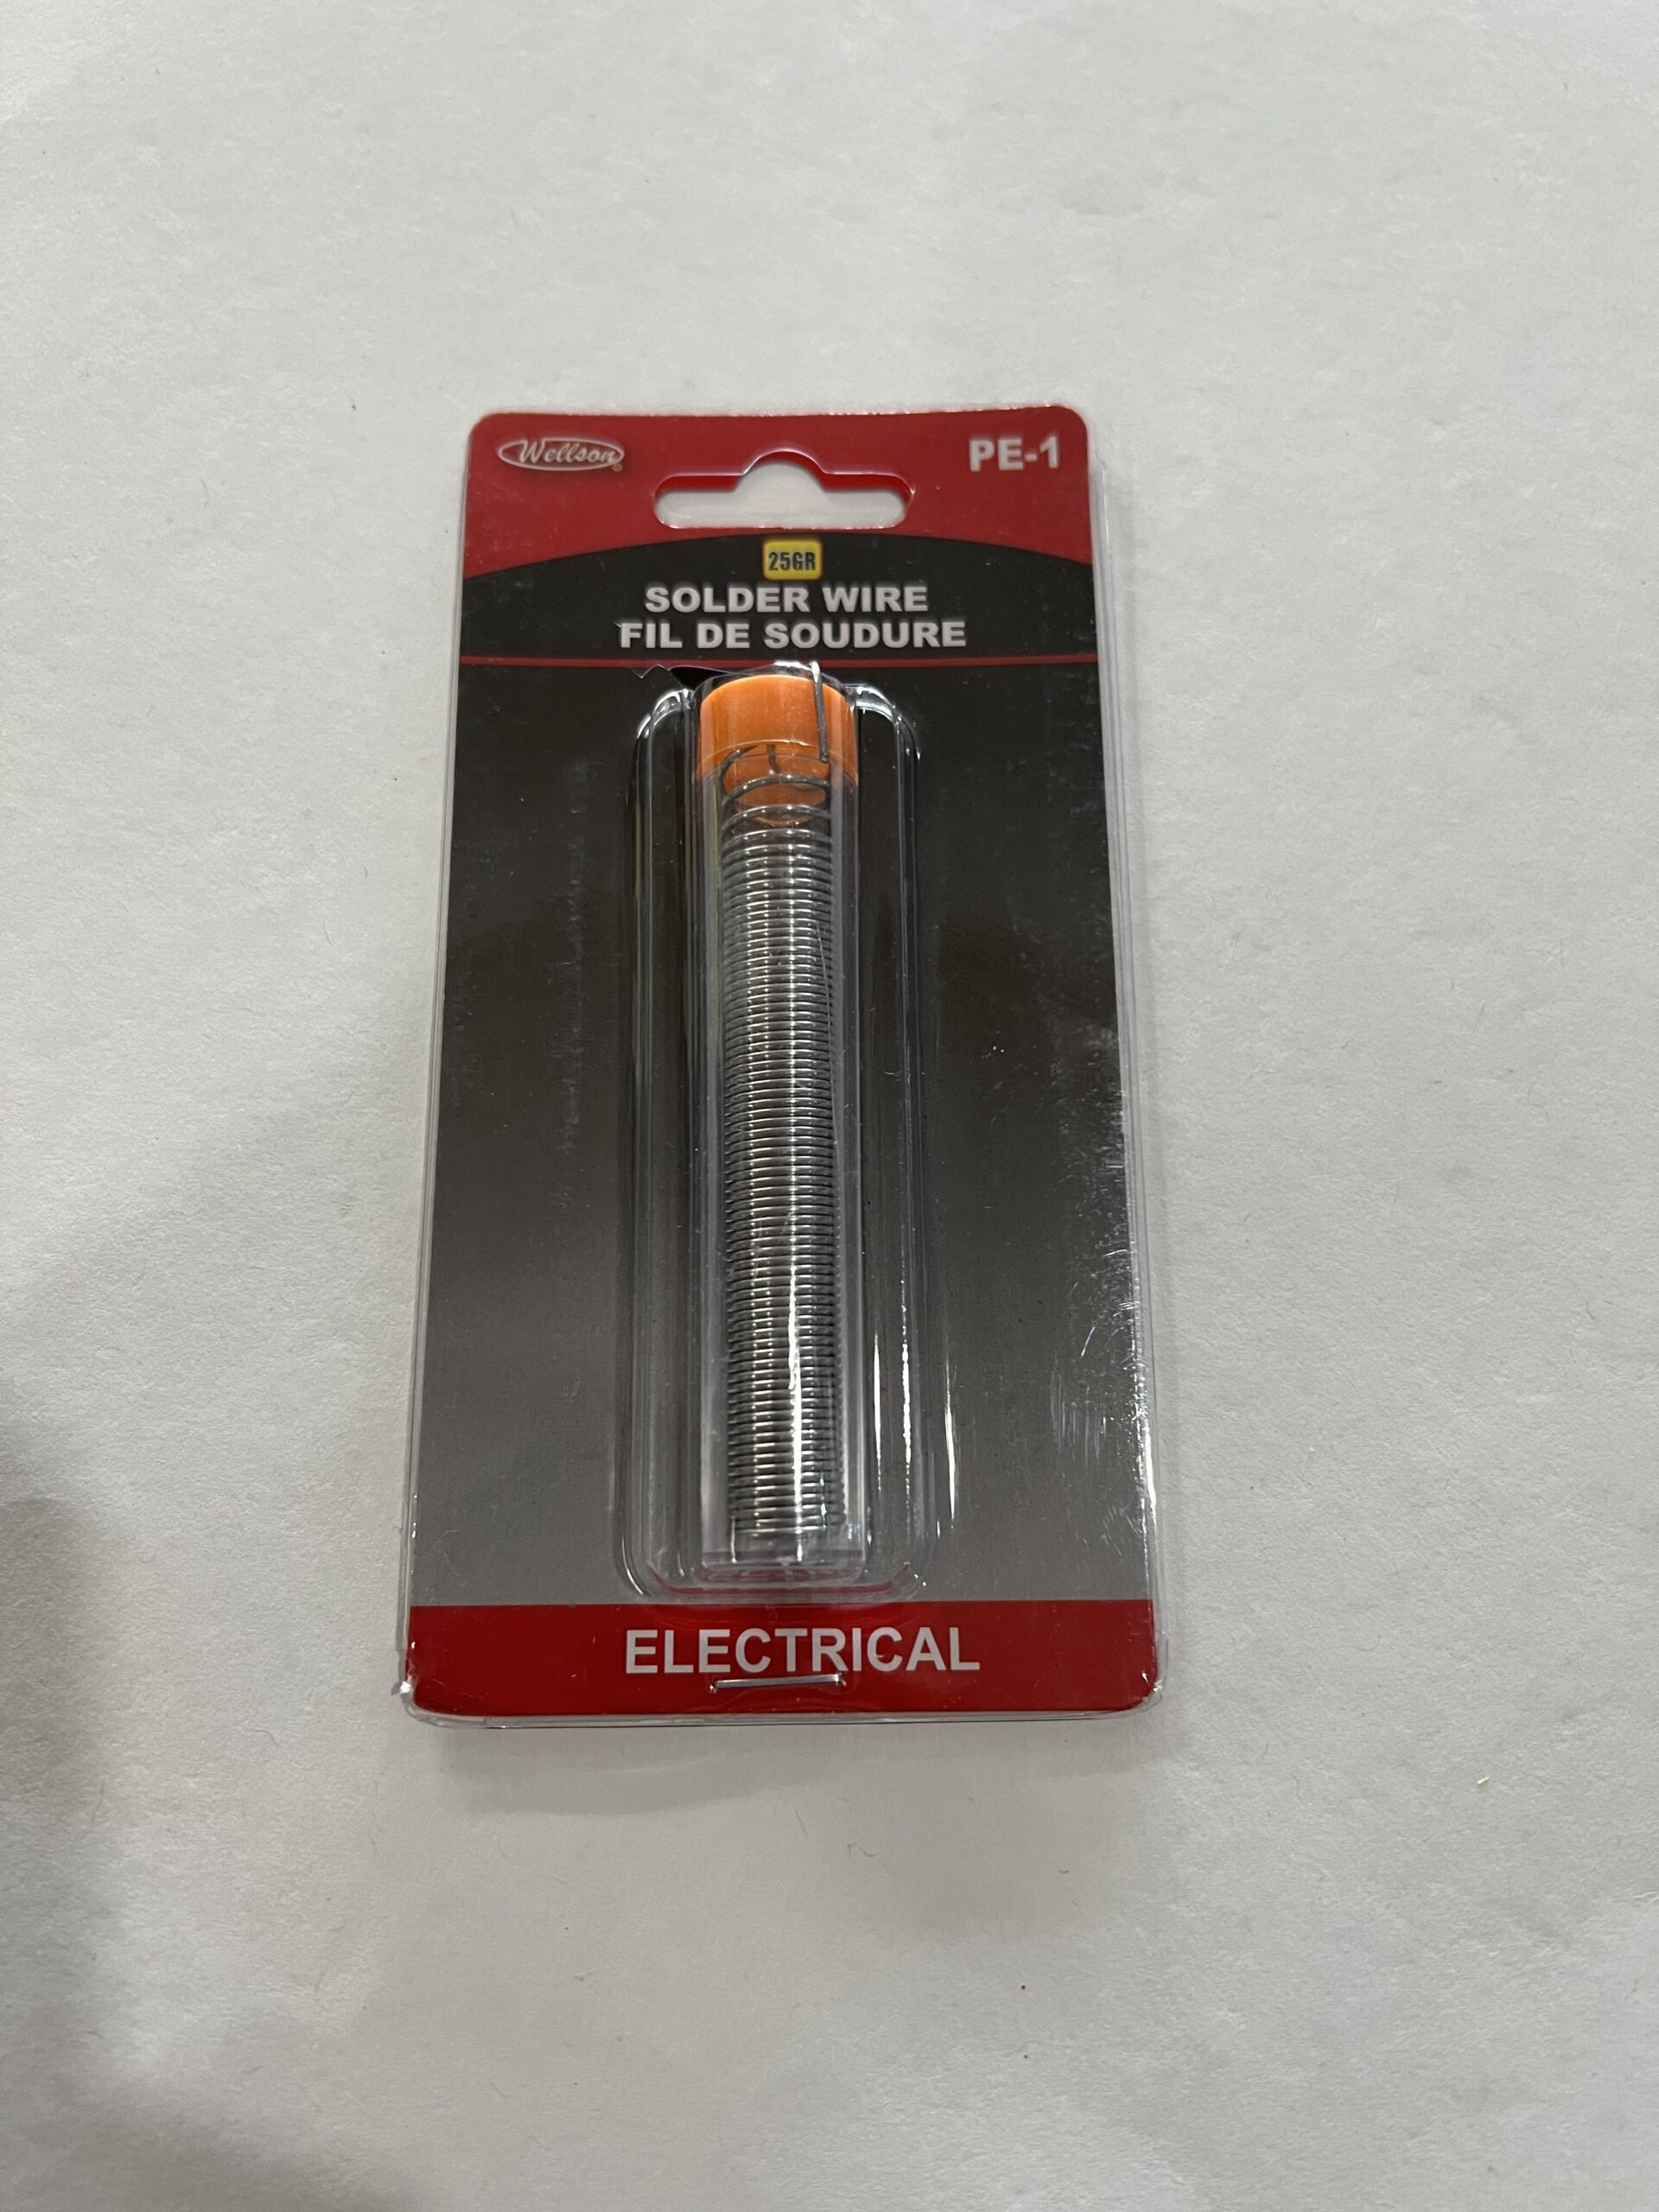 Wellson
PE-1
25GR
SOLDER WIRE
FIL DE SOUDURE
ELECTRICAL